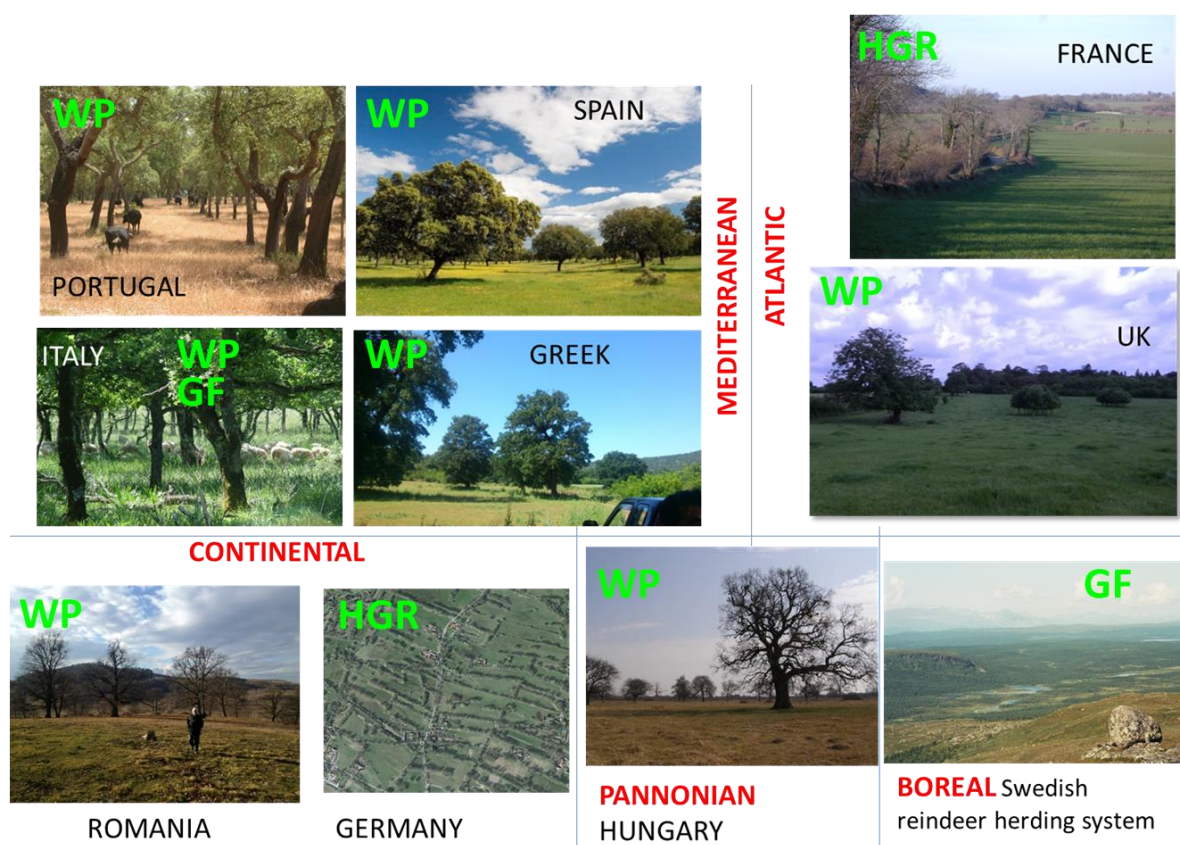 HGR
FRANCE
WP
PORTUGAL
WP
SPAIN
MEDITERRANEAN
ATLANTIC
WP
UK
ITALY
WP
GF
WP
GREEK
CONTINENTAL
WP
ROMANIA
HGR
GERMANY
WP
PANNONIAN
HUNGARY
GF
BOREAL Swedish
reindeer herding system